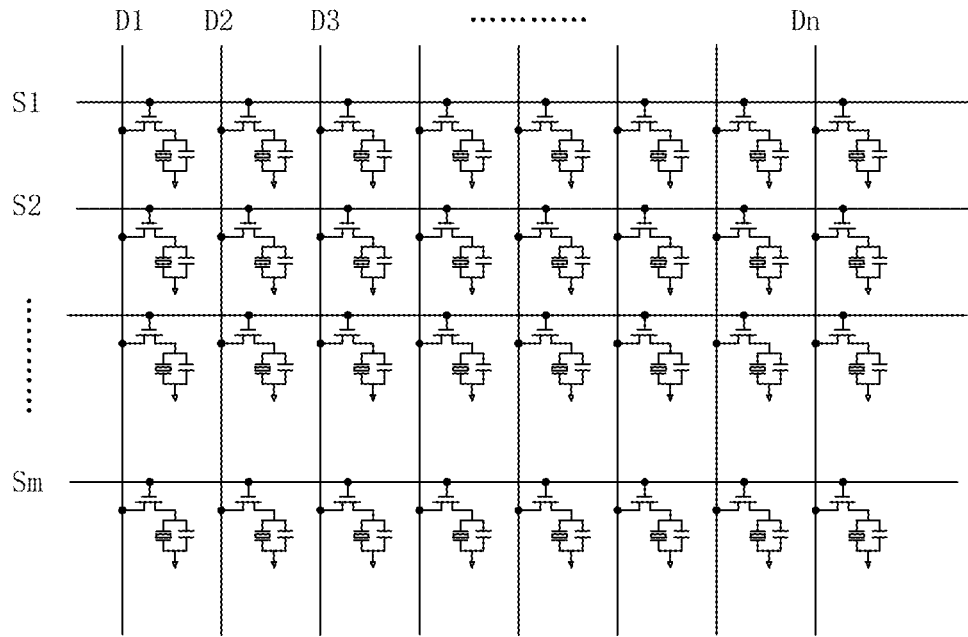 D1 D2 D3 ............ Dn
S1
S2
Sm